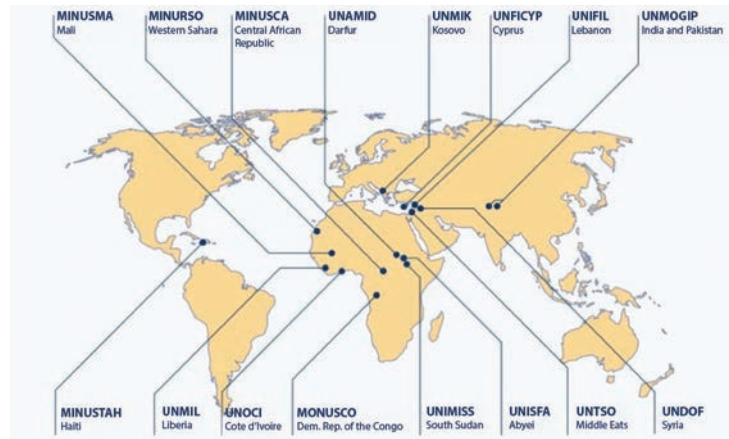 MINUSMA
Mali
MINURSO
Western Sahara
MINUSCA
Central African
Republic
UNAMID
Darfur
UNMIK
Kosovo
UNFICYP
Cyprus
UNIFIL
Lebanon
UNMOGIP
India and Pakistan
MINUSTAH
Haiti
UNMIL
Liberia
UNOCI
Cote d'Ivoire
MONUSCO
Dem. Rep. of the Congo
UNIMISS
South Sudan
UNISFA
Abyei
UNTSO
Middle Eats
UNDOF
Syria